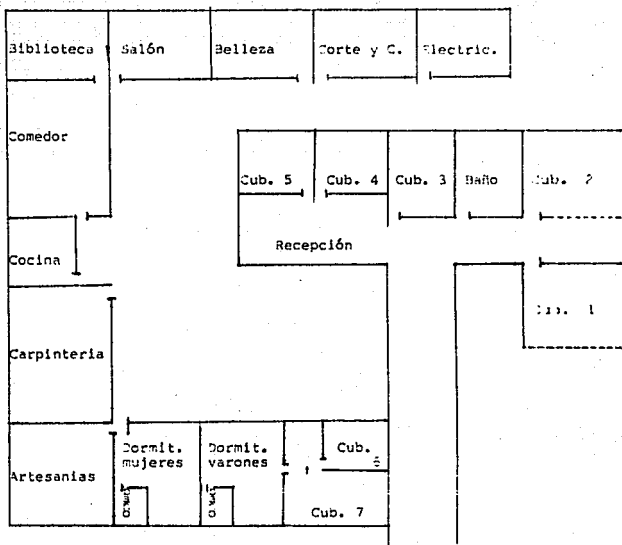 Biblioteca Salón Belleza Corte y C. Electric.
Comedor
Cub. 5 Cub. 4 Cub. 3 Baño Cub. 2
Recepción
Cocina
Cub. 1
Carpinteria
Dormit. mujeres
Dormit. varones
Cub.
Artesanias
Cub. 7